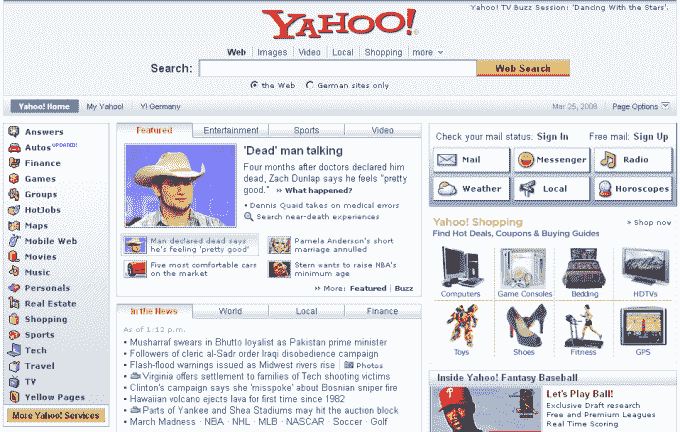 Yahoo! TV Buzz Session: 'Dancing With the Stars'.
YAHOO!
Web Images Video Local Shopping more
Search: Web Search
the Web German sites only
Yahoo! Home My Yahoo! Y! Germany Mar 25, 2008 Page Options
Answers
Autos UPDATED!
Finance
Games
Groups
HotJobs
Maps
Mobile Web
Movies
Music
Personals
Real Estate
Shopping
Sports
Tech
Travel
TV
Yellow Pages
More Yahoo! Services
Featured Entertainment Sports Video
'Dead' man talking
Four months after doctors declared him
dead, Zach Dunlap says he feels "pretty
good." » What happened?
• Dennis Quaid takes on medical errors
Search near-death experiences
Man declared dead says
he's feeling 'pretty good'
Pamela Anderson's short
marriage annulled
Five most comfortable cars
on the market
Stern wants to raise NBA's
minimum age
» More: Featured | Buzz
In the News World Local Finance
As of 1:12 p.m.
• Musharraf swears in Bhutto loyalist as Pakistan prime minister
• Followers of cleric al-Sadr order Iraqi disobedience campaign
• Flash-flood warnings issued as Midwest rivers rise | Photos
• Virginia offers settlement to families of Tech shooting victims
• Clinton's campaign says she 'misspoke' about Bosnian sniper fire
• Hawaiian volcano ejects lava for first time since 1982
• Parts of Yankee and Shea Stadiums may hit the auction block
• March Madness · NBA · NHL · MLB · NASCAR · Soccer · Golf
Check your mail status: Sign In Free mail: Sign Up
Mail Messenger Radio
Weather Local Horoscopes
Yahoo! Shopping > Shop now
Find Hot Deals, Coupons & Buying Guides
Computers Game Consoles Bedding HDTVs
Toys Shoes Fitness GPS
Inside Yahoo! Fantasy Baseball
Let's Play Ball!
Exclusive Draft research
Free and Premium Leagues
Real Time Scoring